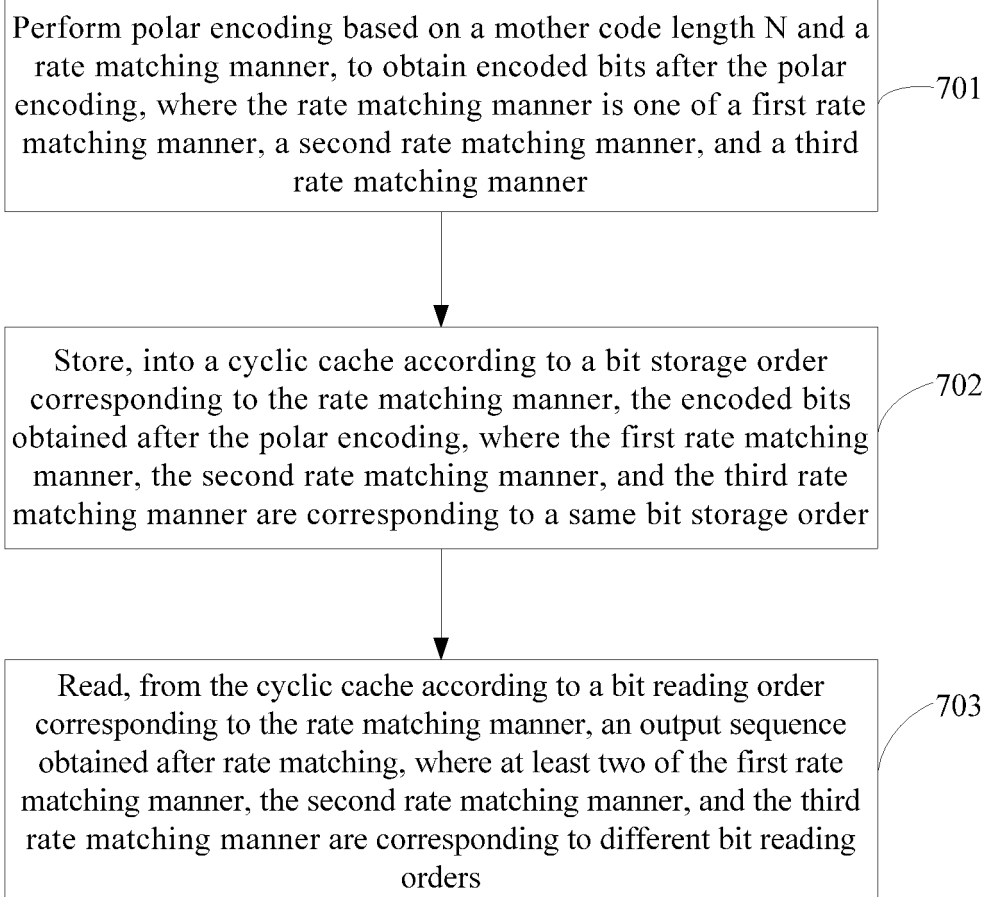 Perform polar encoding based on a mother code length N and a
rate matching manner, to obtain encoded bits after the polar
encoding, where the rate matching manner is one of a first rate
matching manner, a second rate matching manner, and a third
rate matching manner
701
Store, into a cyclic cache according to a bit storage order
corresponding to the rate matching manner, the encoded bits
obtained after the polar encoding, where the first rate matching
manner, the second rate matching manner, and the third rate
matching manner are corresponding to a same bit storage order
702
Read, from the cyclic cache according to a bit reading order
corresponding to the rate matching manner, an output sequence
obtained after rate matching, where at least two of the first rate
matching manner, the second rate matching manner, and the third
rate matching manner are corresponding to different bit reading
orders
703